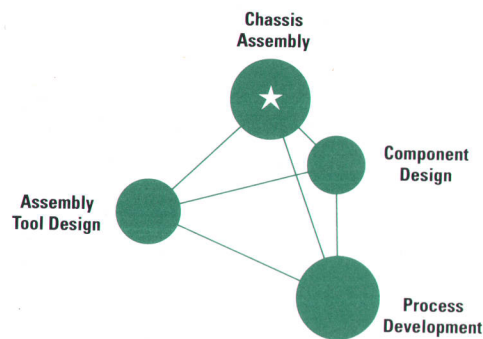 Chassis
Assembly
Component
Design
Assembly
Tool Design
Process
Development